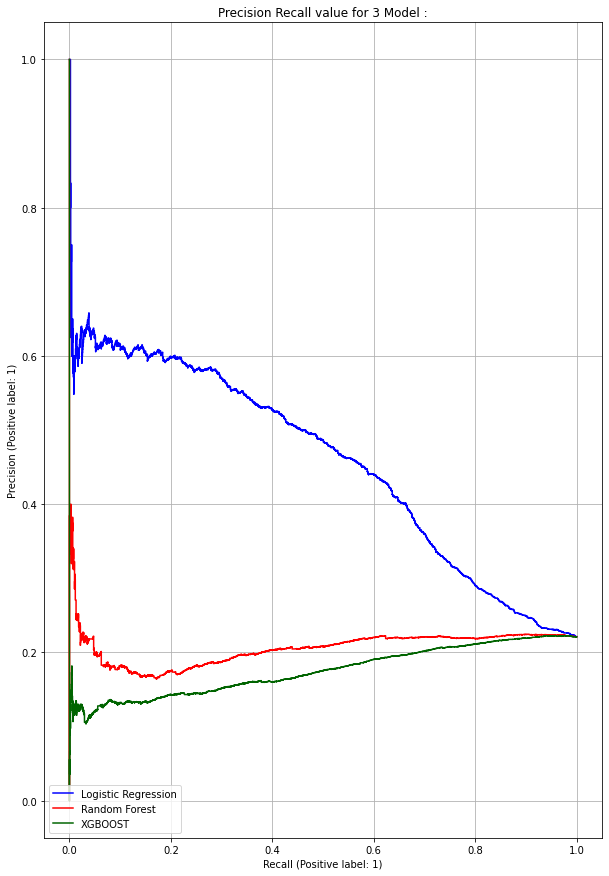 Precision Recall value for 3 Model :
1.0
0.8
0.6
0.4
0.2
0.0
Precision (Positive label: 1)
Logistic Regression
Random Forest
XGBOOST
0.0 0.2 0.4 0.6 0.8 1.0
Recall (Positive label: 1)